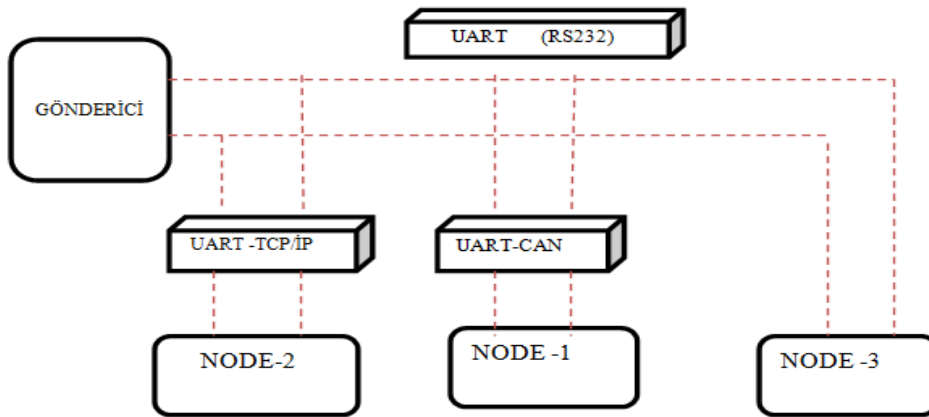 UART (RS232)
GÖNDERİCİ
UART -TCP/İP
UART-CAN
NODE-2
NODE -1
NODE -3